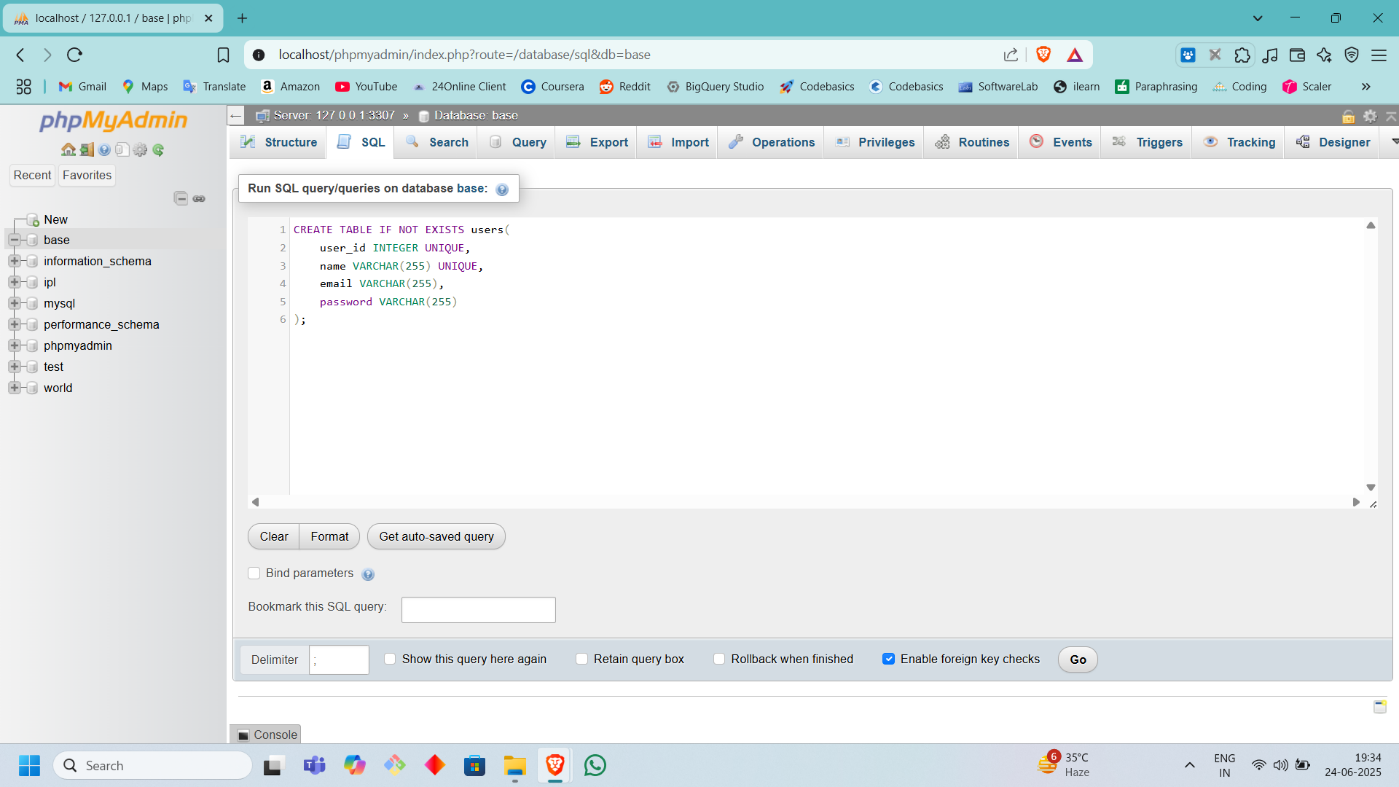 localhost / 127.0.0.1 / base | php
localhost/phpmyadmin/index.php?route=/database/sql&db=base
Gmail Maps Translate Amazon YouTube 24Online Client Coursera Reddit BigQuery Studio Codebasics Codebasics SoftwareLab ilearn Paraphrasing Coding Scaler »
phpMyAdmin
Recent Favorites
New
base
information_schema
ipl
mysql
performance_schema
phpmyadmin
test
world
Server: 127.0.0.1:3307 » Database: base
Structure SQL Search Query Export Import Operations Privileges Routines Events Triggers Tracking Designer
Run SQL query/queries on database base:
1 CREATE TABLE IF NOT EXISTS users(
2 user_id INTEGER UNIQUE,
3 name VARCHAR(255) UNIQUE,
4 email VARCHAR(255),
5 password VARCHAR(255)
6 );
Clear Format Get auto-saved query
Bind parameters
Bookmark this SQL query:
Delimiter ; Show this query here again Retain query box Rollback when finished Enable foreign key checks Go
Console
Search
6 35°C
Haze
ENG
IN
19:34
24-06-2025